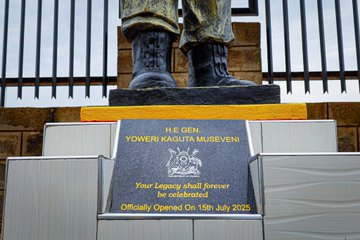 H.E GEN.
YOWERI KAGUTA MUSEVENI
Your Legacy shall forever
be celebrated
Officially Opened On 15th July 2025